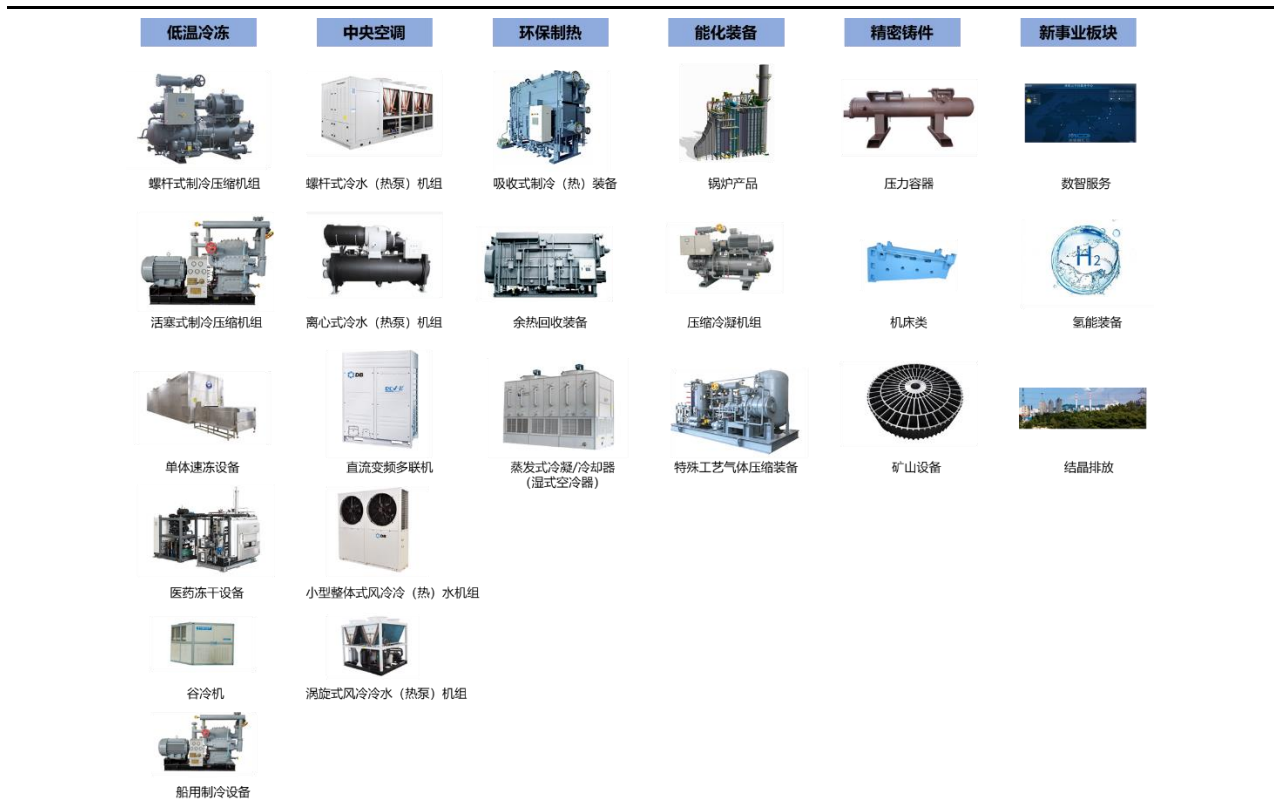 低温冷冻
中央空调
环保制热
能化装备
精密铸件
新事业板块
螺杆式制冷压缩机组
螺杆式冷水（热泵）机组
吸收式制冷（热）装备
锅炉产品
压力容器
数智服务
H2
活塞式制冷压缩机组
离心式冷水（热泵）机组
余热回收装备
压缩冷凝机组
机床类
氢能装备
单体速冻设备
直流变频多联机
蒸发式冷凝/冷却器
（湿式空冷器）
特殊工艺气体压缩装备
矿山设备
结晶排放
医药冻干设备
小型整体式风冷冷（热）水机组
谷冷机
涡旋式风冷冷水（热泵）机组
船用制冷设备